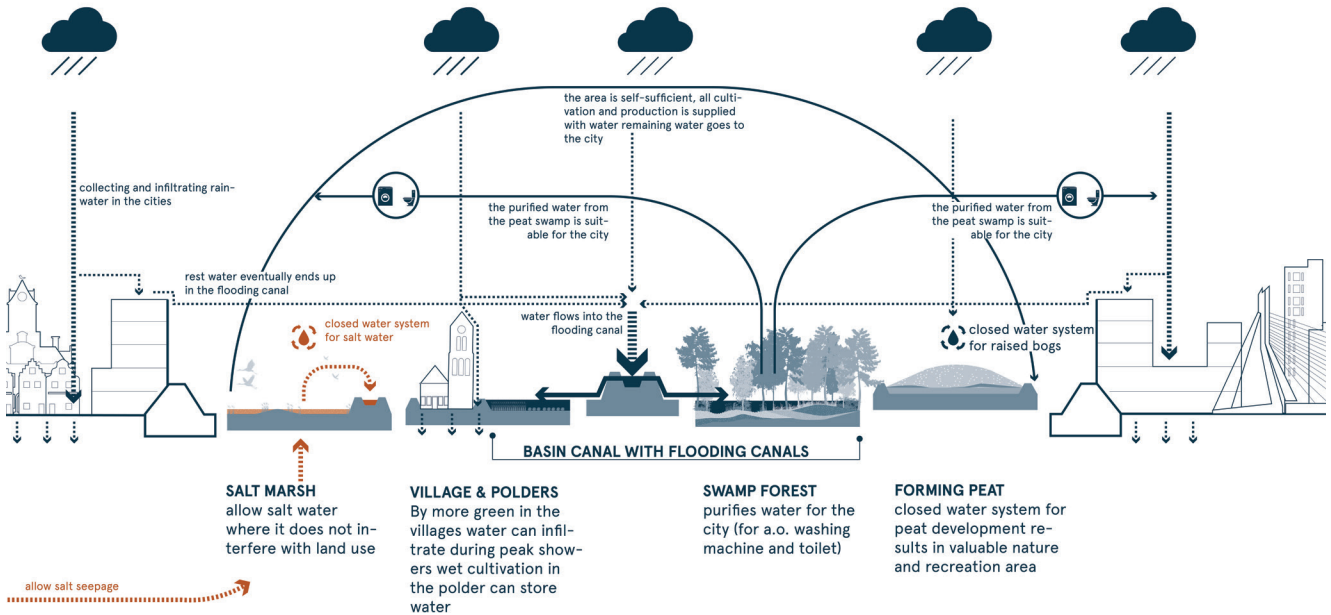 the area is self-sufficient, all culti-
vation and production is supplied
with water remaining water goes to
the city
collecting and infiltrating rain-
water in the cities
the purified water from
the peat swamp is suit-
able for the city
the purified water from
the peat swamp is suit-
able for the city
rest water eventually ends up
in the flooding canal
closed water system
for salt water
water flows into the
flooding canal
closed water system
for raised bogs
BASIN CANAL WITH FLOODING CANALS
SALT MARSH
allow salt water
where it does not in-
terfere with land use
VILLAGE & POLDERS
By more green in the
villages water can infil-
trate during peak show-
ers wet cultivation in
the polder can store
water
SWAMP FOREST
purifies water for the
city (for a.o. washing
machine and toilet)
FORMING PEAT
closed water system for
peat development re-
sults in valuable nature
and recreation area
allow salt seepage